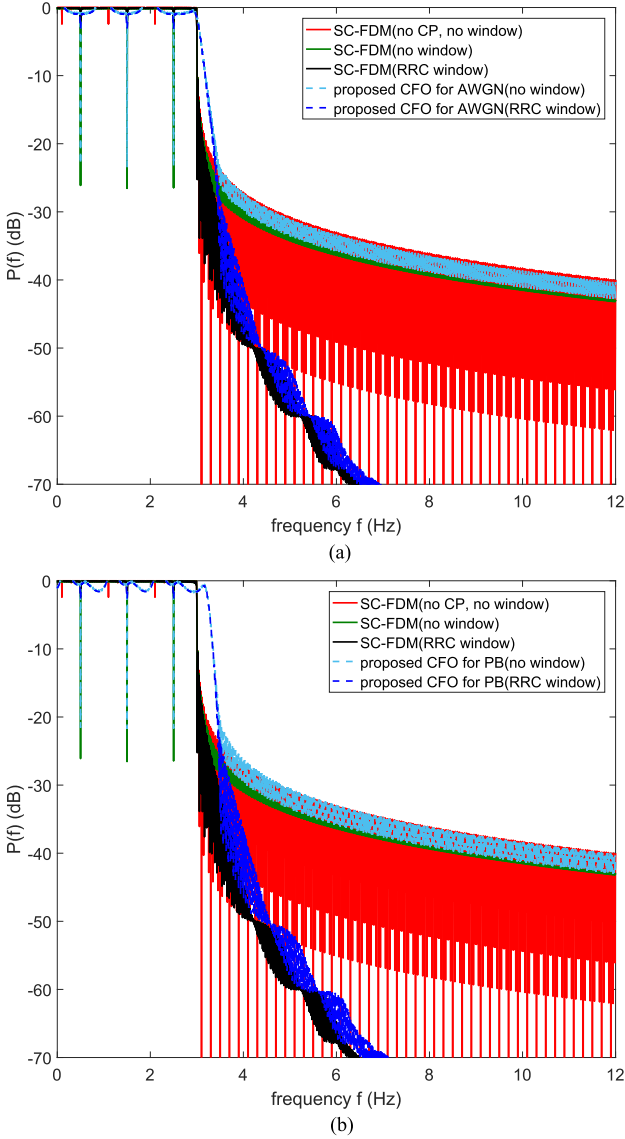 0
-10
-20
-30
-40
-50
-60
-70
P(f) (dB)
SC-FDM(no CP, no window)
SC-FDM(no window)
SC-FDM(RRC window)
proposed CFO for AWGN(no window)
proposed CFO for AWGN(RRC window)
0 2 4 6 8 10 12
frequency f (Hz)
(a)
0
-10
-20
-30
-40
-50
-60
-70
P(f) (dB)
SC-FDM(no CP, no window)
SC-FDM(no window)
SC-FDM(RRC window)
proposed CFO for PB(no window)
proposed CFO for PB(RRC window)
0 2 4 6 8 10 12
frequency f (Hz)
(b)